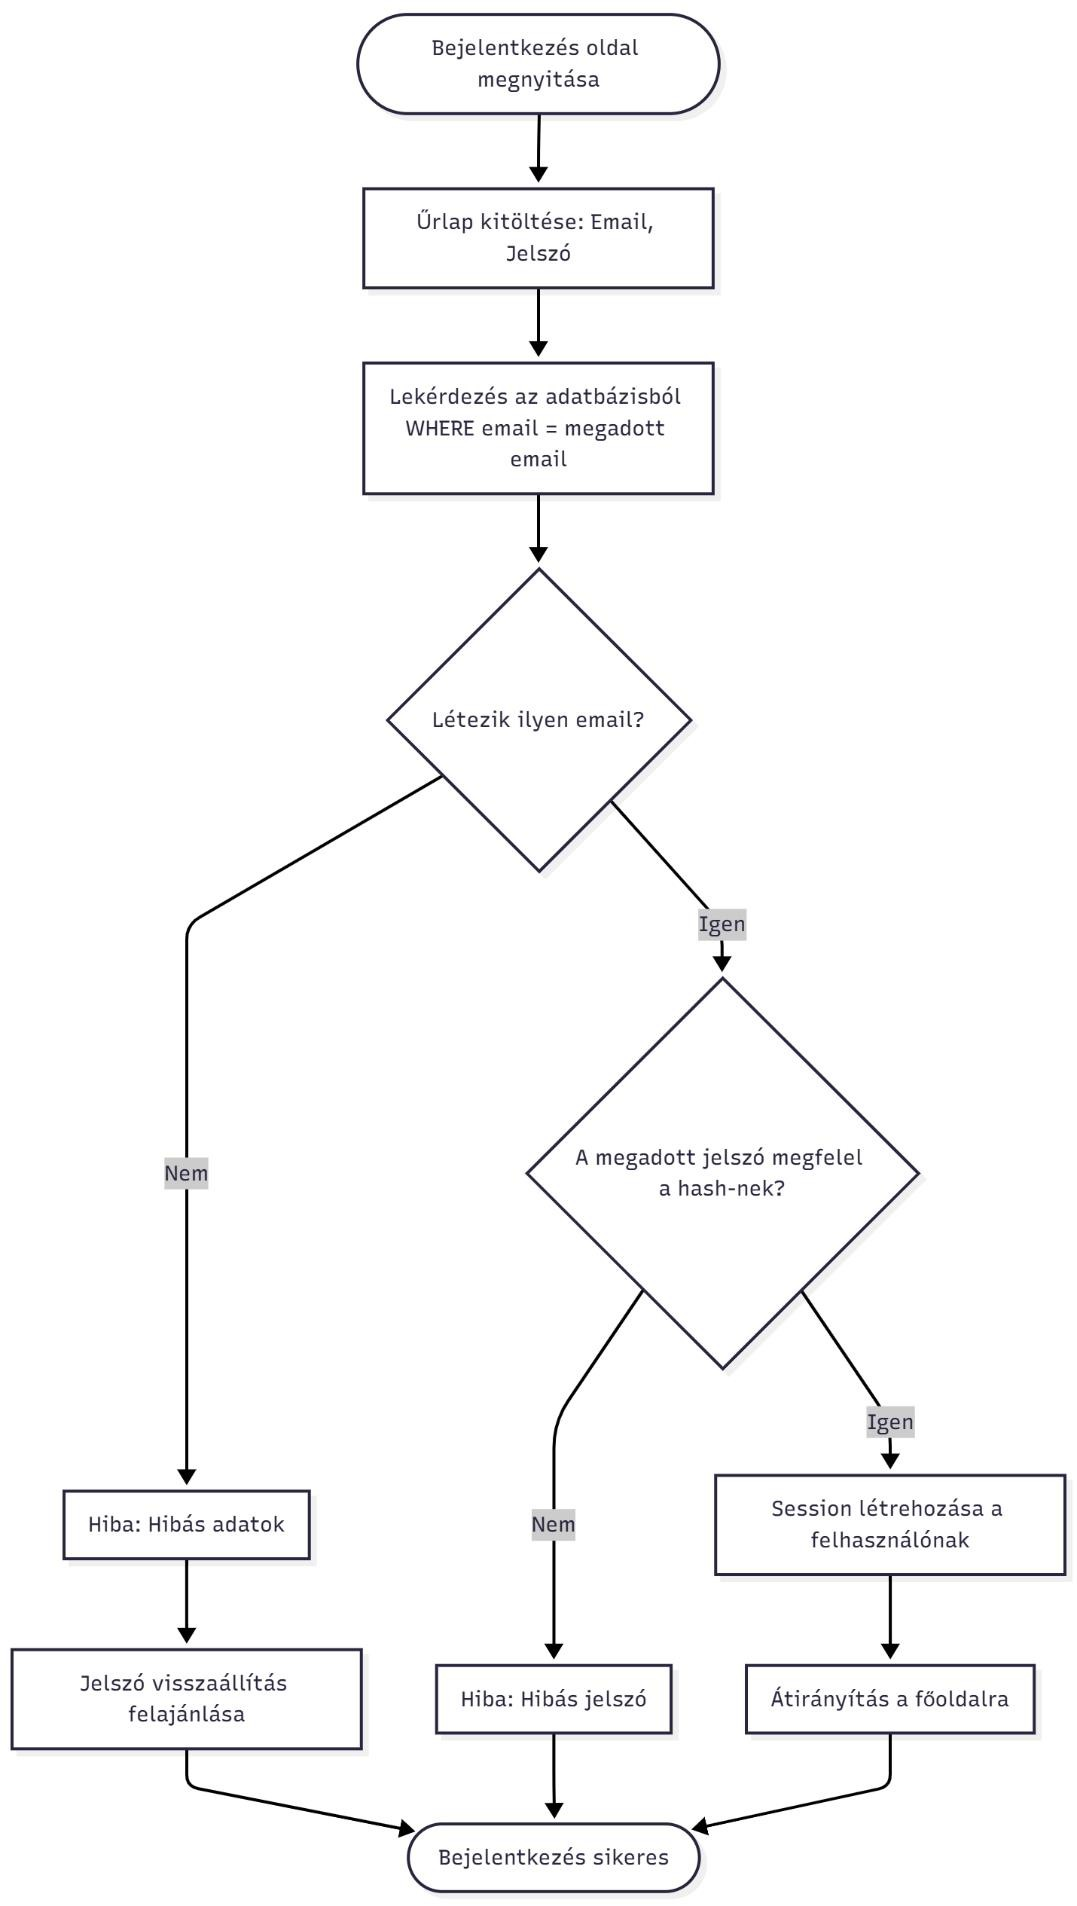 Bejelentkezés oldal
megnyitása
Űrlap kitöltése: Email,
Jelszó
Lekérdezés az adatbázisból
WHERE email = megadott
email
Létezik ilyen email?
Igen
Nem
A megadott jelszó megfelel
a hash-nek?
Igen
Nem
Hiba: Hibás adatok
Session létrehozása a
felhasználónak
Jelszó visszaállítás
felajánlása
Hiba: Hibás jelszó
Átirányítás a főoldalra
Bejelentkezés sikeres